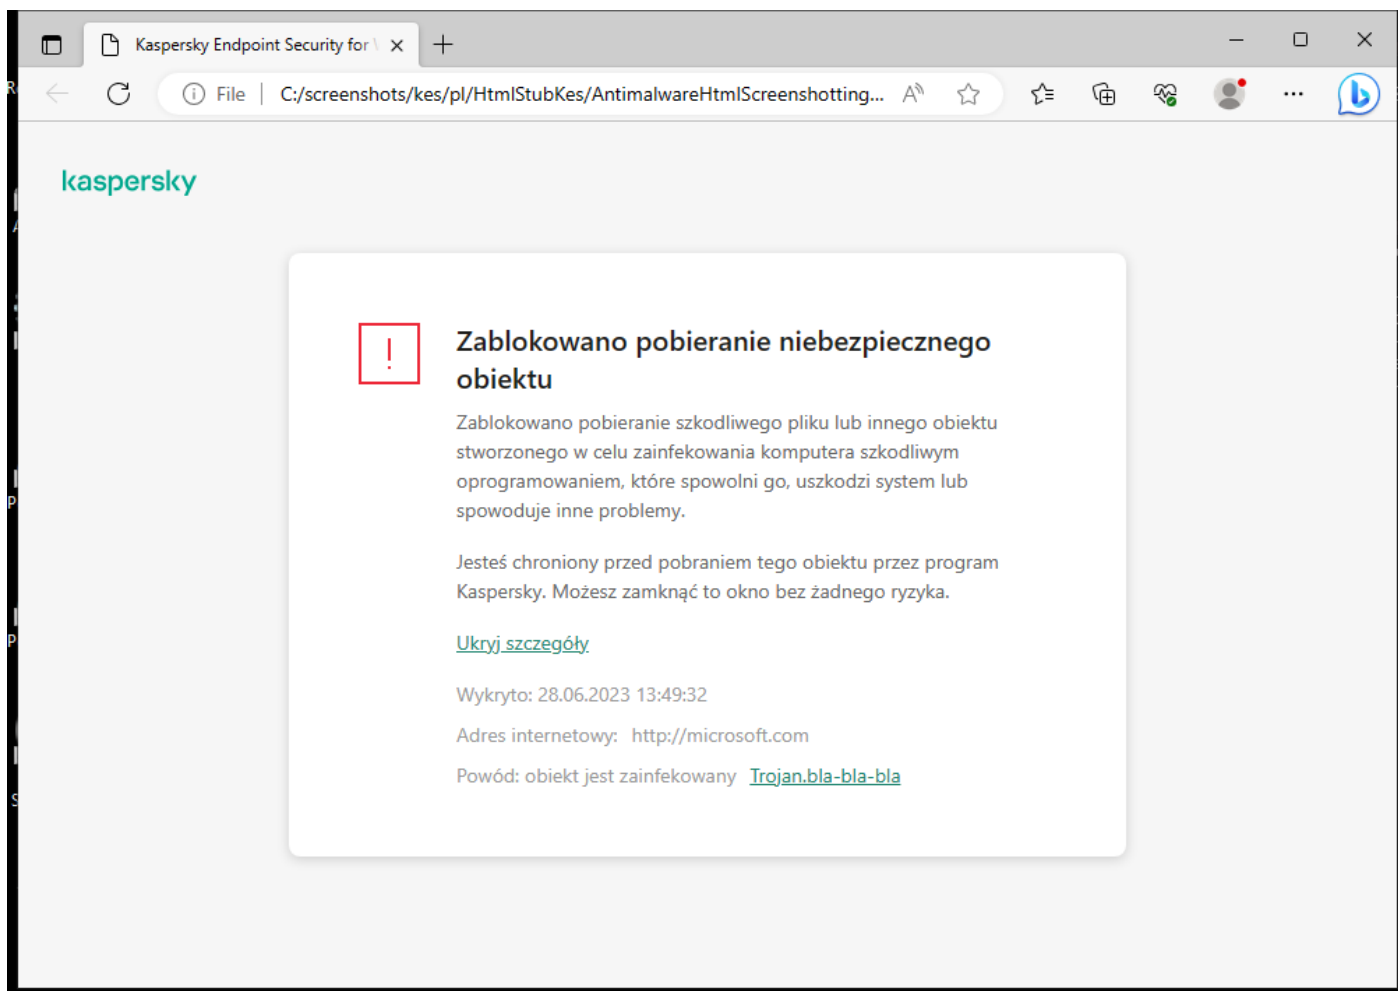 Kaspersky Endpoint Security for
File
C:/screenshots/kes/pl/HtmlStubKes/AntimalwareHtmlScreenshotting...
kaspersky
!
Zablokowano pobieranie niebezpiecznego
obiektu
Zablokowano pobieranie szkodliwego pliku lub innego obiektu
stworzonego w celu zainfekowania komputera szkodliwym
oprogramowaniem, które spowolni go, uszkodzi system lub
spowoduje inne problemy.
Jesteś chroniony przed pobraniem tego obiektu przez program
Kaspersky. Możesz zamknąć to okno bez żadnego ryzyka.
Ukryj szczegóły
Wykryto: 28.06.2023 13:49:32
Adres internetowy: http://microsoft.com
Powód: obiekt jest zainfekowany Trojan.bla-bla-bla